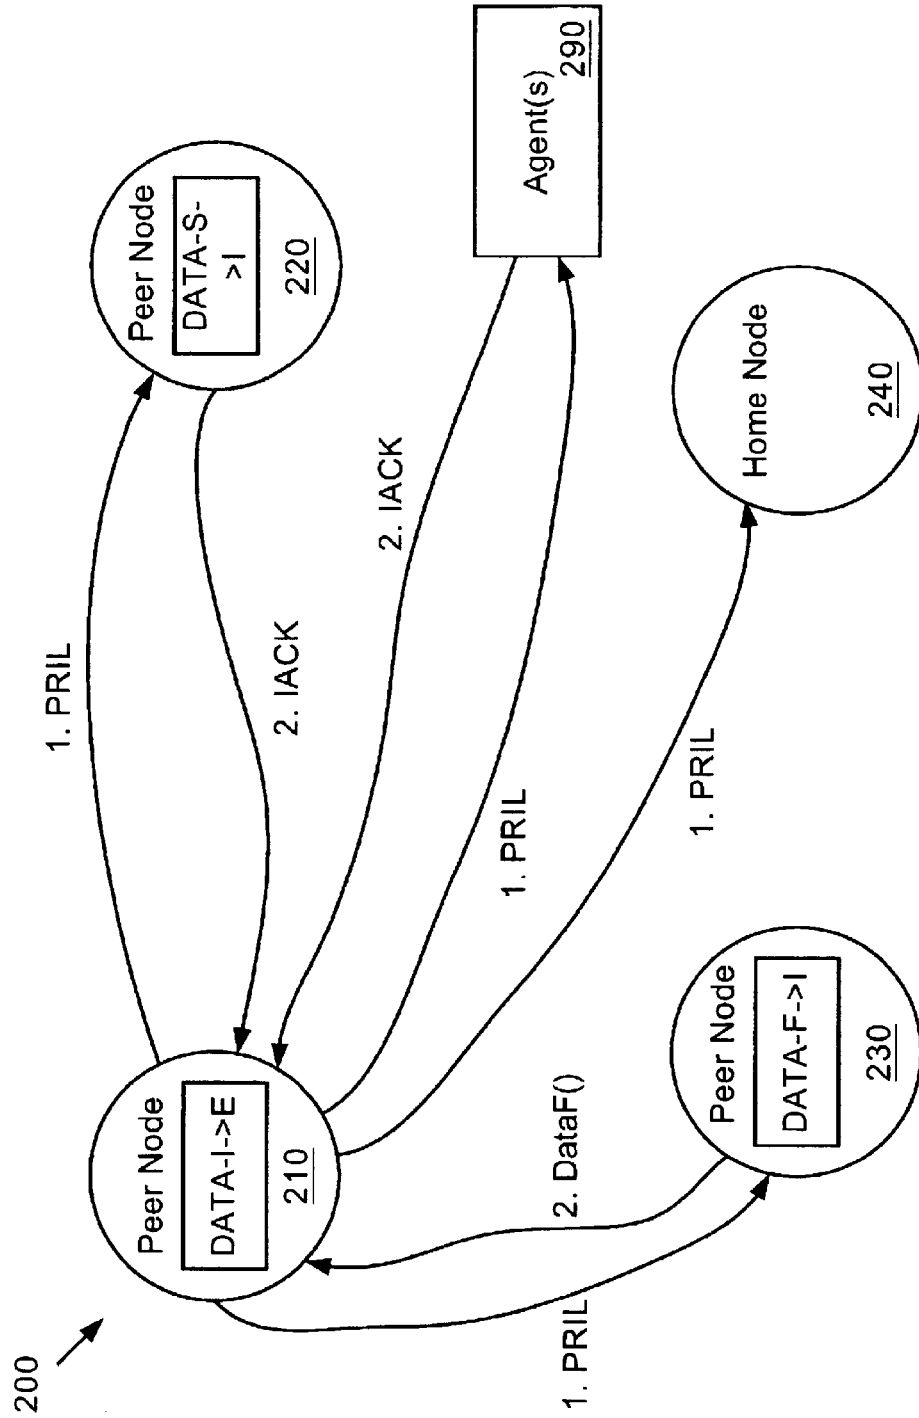 200
Peer Node
DATA-I->E
210
1. PRIL
Peer Node
DATA-S-
>I
220
2. IACK
2. IACK
Agent(s)
290
1. PRIL
1. PRIL
Home Node
240
2. DataF()
1. PRIL
Peer Node
DATA-F->I
230